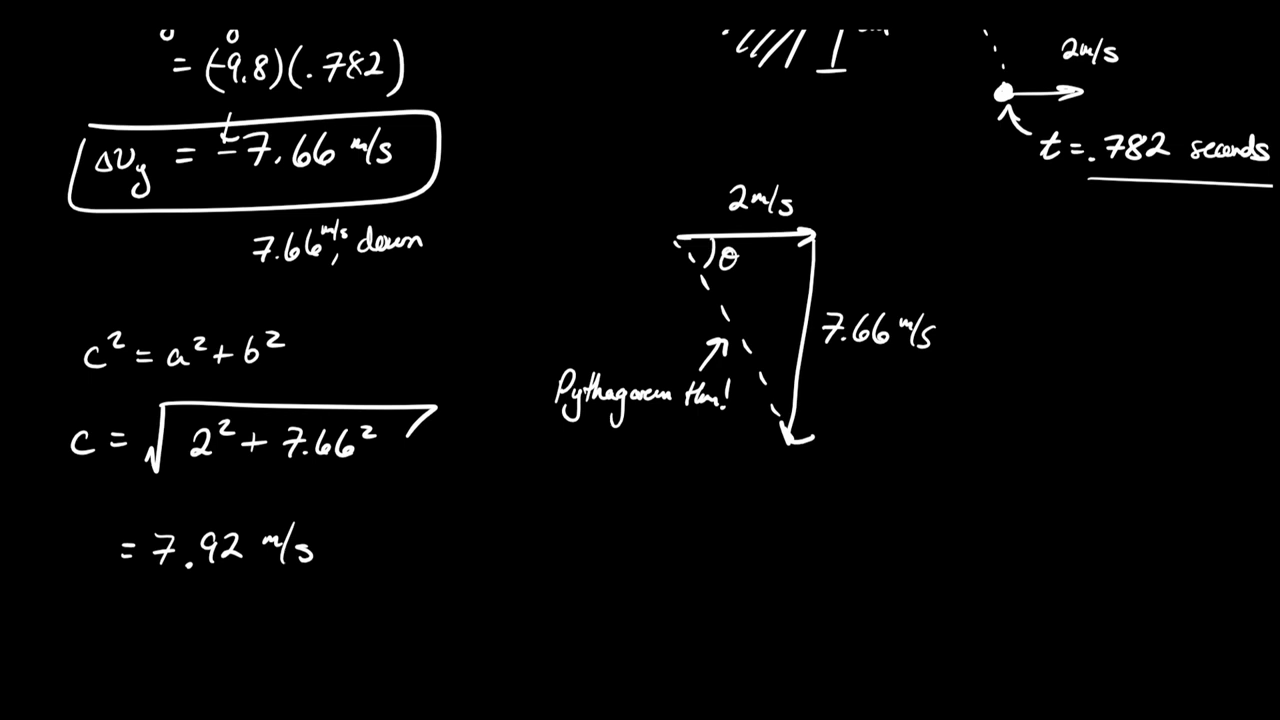 = (-9.8)(.782)
Δv_y = -7.66 m/s
7.66 m/s, down
c² = a² + b²
c = √(2² + 7.66²)
= 7.92 m/s
2m/s
t = .782 seconds
2m/s
θ
7.66 m/s
Pythagorean thm!